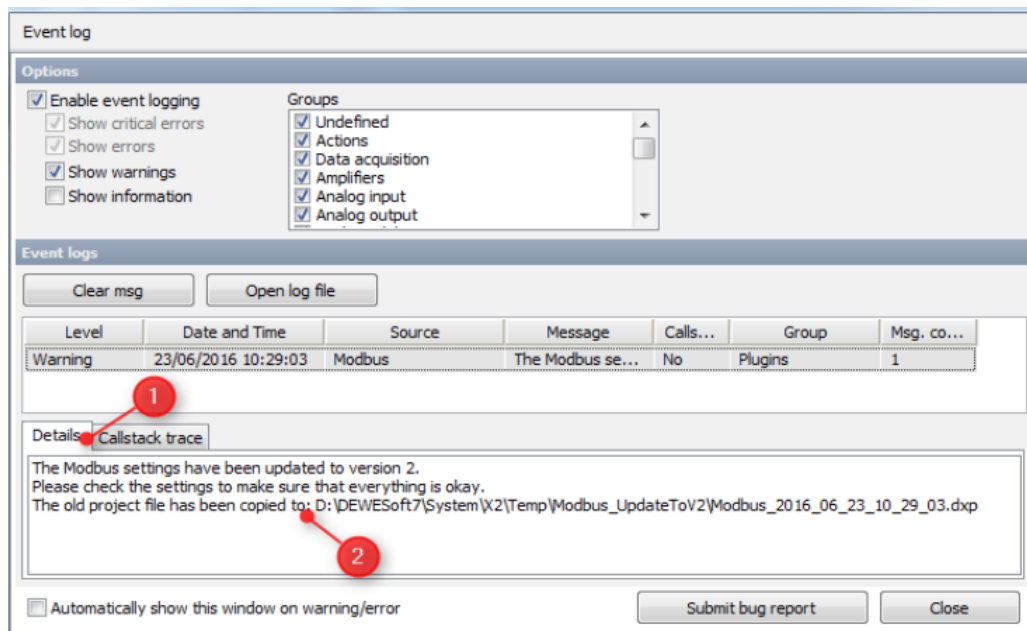 Event log
Options
Enable event logging
Show critical errors
Show errors
Show warnings
Show information
Groups
Undefined
Actions
Data acquisition
Amplifiers
Analog input
Analog output
Event logs
Clear msg Open log file
Level Date and Time Source Message Calls... Group Msg. co...
Warning 23/06/2016 10:29:03 Modbus The Modbus se... No Plugins 1
1
Details Callstack trace
The Modbus settings have been updated to version 2.
Please check the settings to make sure that everything is okay.
The old project file has been copied to: D:\DEWESoft7\System\X2\Temp\Modbus_UpdateToV2\Modbus_2016_06_23_10_29_03.dxp
2
Automatically show this window on warning/error Submit bug report Close